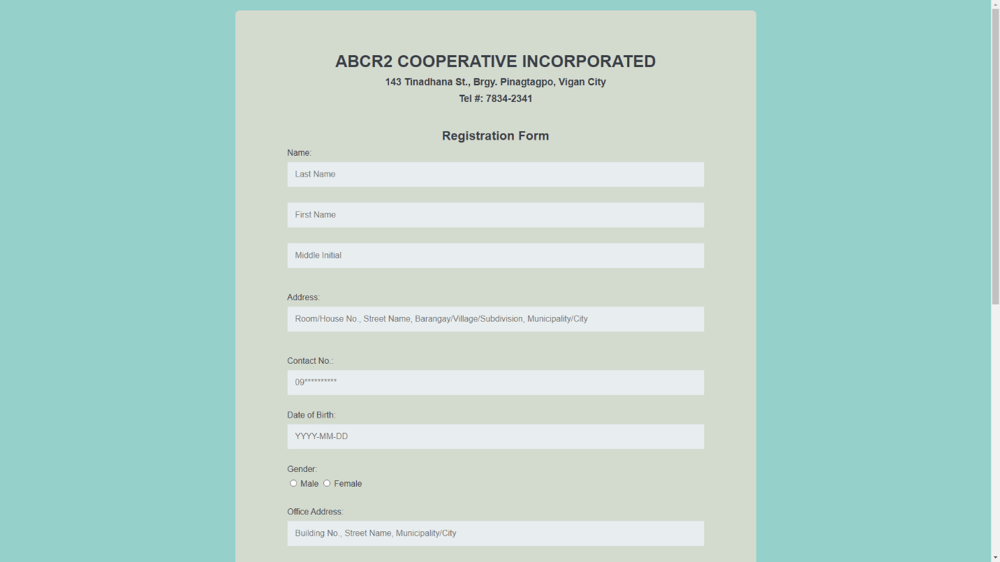 ABCR2 COOPERATIVE INCORPORATED
143 Tinadhana St., Brgy. Pinagtagpo, Vigan City
Tel #: 7834-2341
Registration Form
Name:
Last Name
First Name
Middle Initial
Address:
Room/House No., Street Name, Barangay/Village/Subdivision, Municipality/City
Contact No.:
09**********
Date of Birth:
YYYY-MM-DD
Gender:
Male Female
Office Address:
Building No., Street Name, Municipality/City